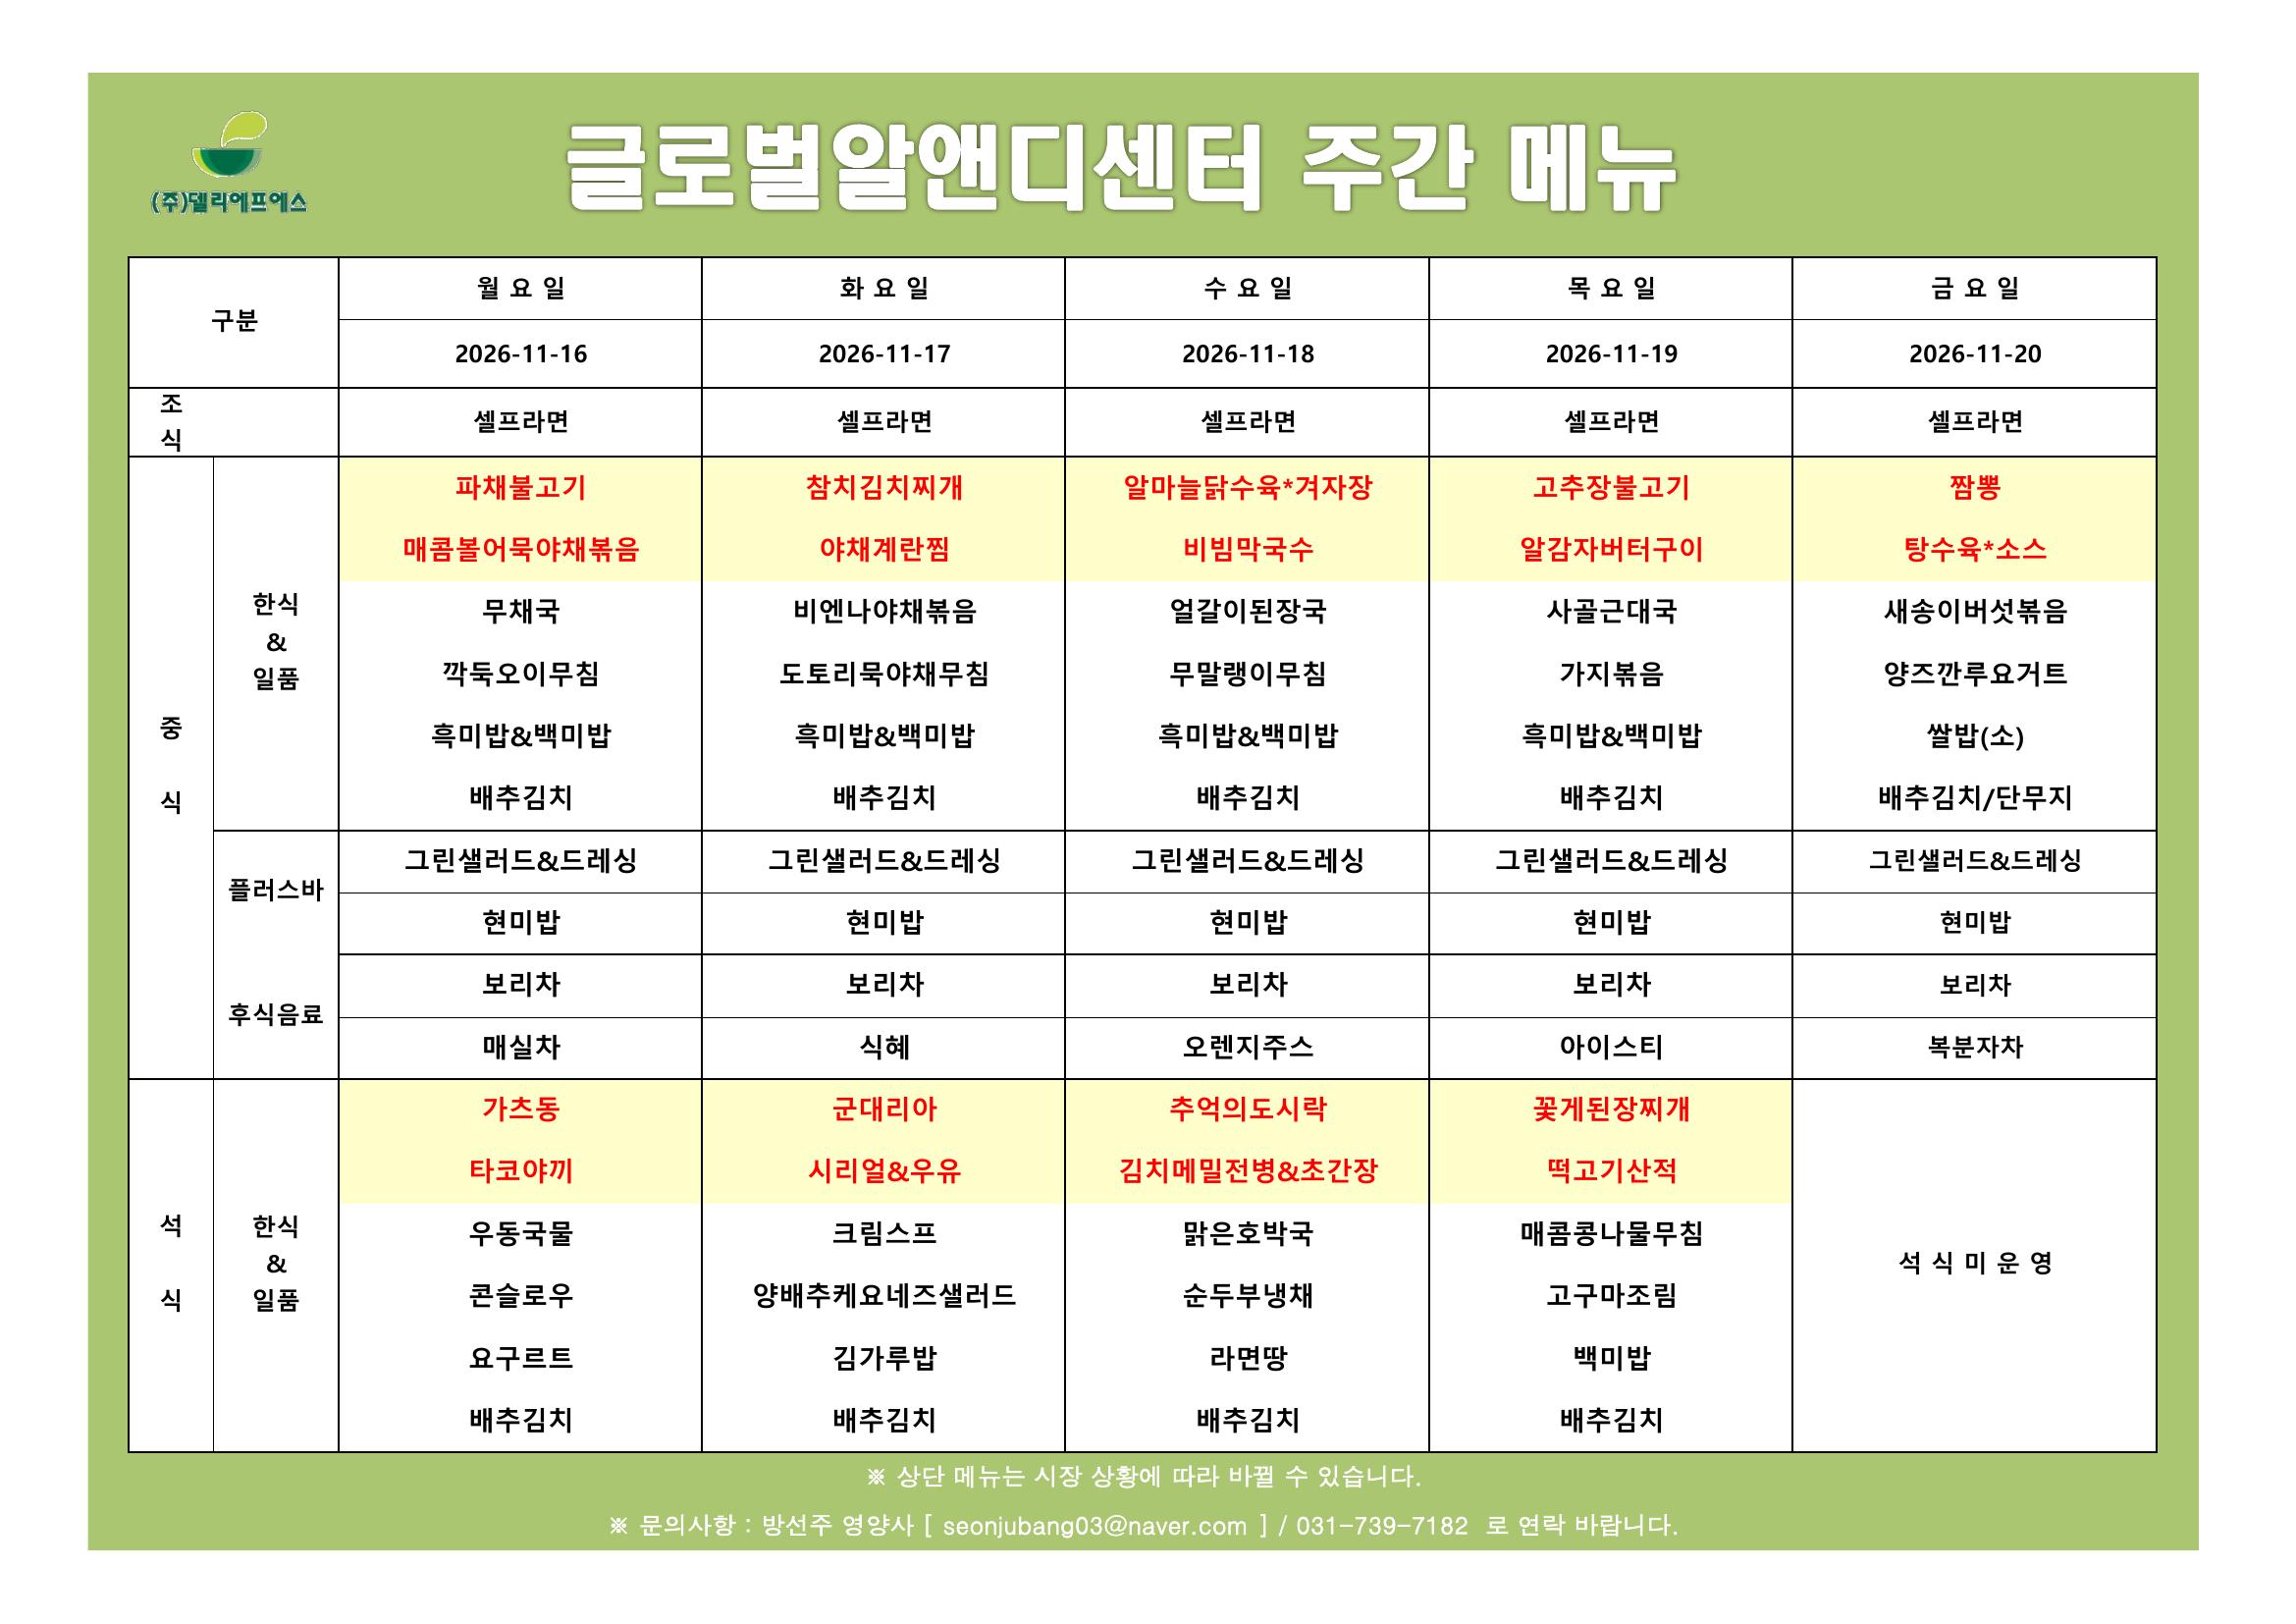 (주)델리에프에스
글로벌알앤디센터 주간 메뉴
구분 월 요 일 화 요 일 수 요 일 목 요 일 금 요 일
2026-11-16 2026-11-17 2026-11-18 2026-11-19 2026-11-20
조
식
셀프라면 셀프라면 셀프라면 셀프라면 셀프라면
중
식
한식
&
일품
파채불고기 참치김치찌개 알마늘닭수육*겨자장 고추장불고기 짬뽕
매콤볼어묵야채볶음 야채계란찜 비빔막국수 알감자버터구이 탕수육*소스
무채국 비엔나야채볶음 얼갈이된장국 사골근대국 새송이버섯볶음
깍둑오이무침 도토리묵야채무침 무말랭이무침 가지볶음 양즈깐루요거트
흑미밥&백미밥 흑미밥&백미밥 흑미밥&백미밥 흑미밥&백미밥 쌀밥(소)
배추김치 배추김치 배추김치 배추김치 배추김치/단무지
플러스바
그린샐러드&드레싱 그린샐러드&드레싱 그린샐러드&드레싱 그린샐러드&드레싱 그린샐러드&드레싱
현미밥 현미밥 현미밥 현미밥 현미밥
후식음료
보리차 보리차 보리차 보리차 보리차
매실차 식혜 오렌지주스 아이스티 복분자차
석
식
한식
&
일품
가츠동 군대리아 추억의도시락 꽃게된장찌개
타코야끼 시리얼&우유 김치메밀전병&초간장 떡고기산적
우동국물 크림스프 맑은호박국 매콤콩나물무침
콘슬로우 양배추케요네즈샐러드 순두부냉채 고구마조림
요구르트 김가루밥 라면땅 백미밥
배추김치 배추김치 배추김치 배추김치
석 식 미 운 영
※ 상단 메뉴는 시장 상황에 따라 바뀔 수 있습니다.
※ 문의사항 : 방선주 영양사 [ seonjubang03@naver.com ] / 031-739-7182 로 연락 바랍니다.